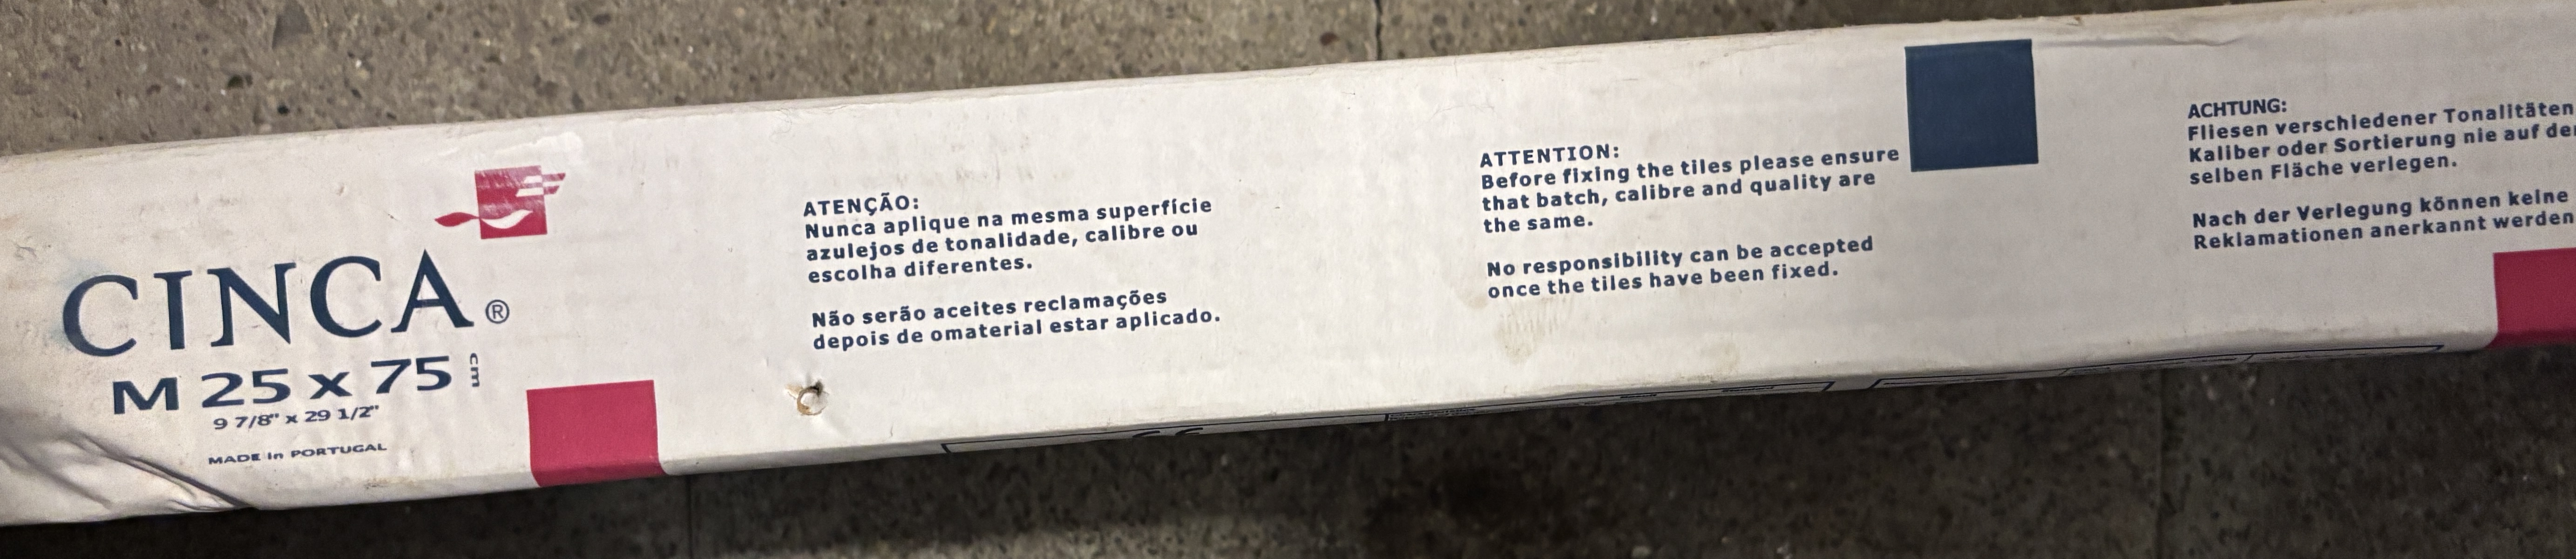 CINCA®
M 25 x 75 cm
9 7/8" x 29 1/2"
MADE in PORTUGAL
ATENÇÃO:
Nunca aplique na mesma superfície
azulejos de tonalidade, calibre ou
escolha diferentes.
Não serão aceites reclamações
depois de omaterial estar aplicado.
ATTENTION:
Before fixing the tiles please ensure
that batch, calibre and quality are
the same.
No responsibility can be accepted
once the tiles have been fixed.
ACHTUNG:
Fliesen verschiedener Tonalitäten
Kaliber oder Sortierung nie auf der
selben Fläche verlegen.
Nach der Verlegung können keine
Reklamationen anerkannt werden